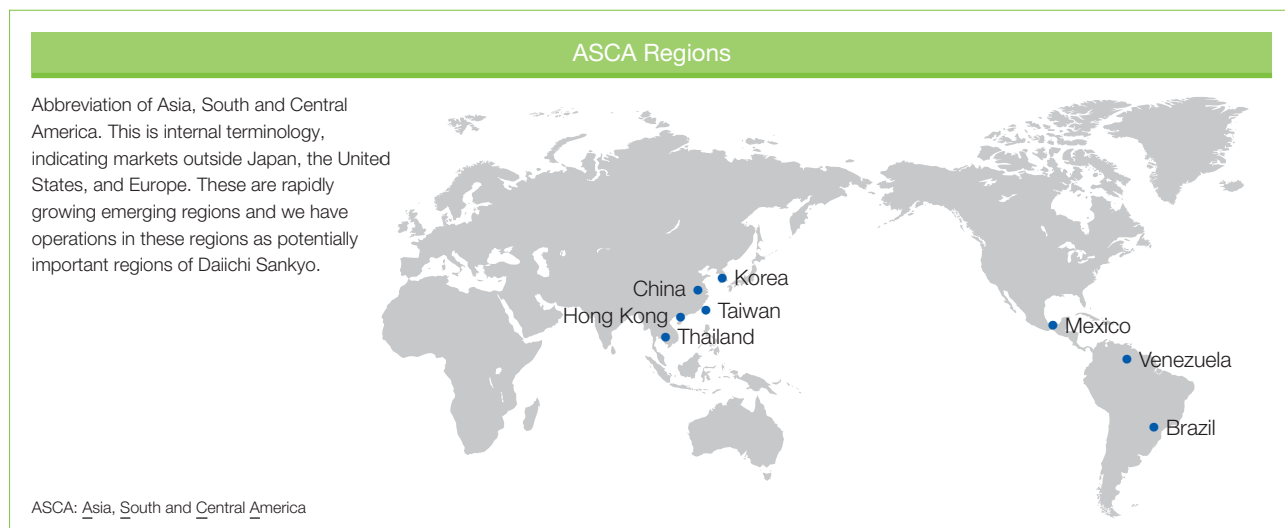 ASCA Regions
Abbreviation of Asia, South and Central
America. This is internal terminology,
indicating markets outside Japan, the United
States, and Europe. These are rapidly
growing emerging regions and we have
operations in these regions as potentially
important regions of Daiichi Sankyo.
Korea
China
Taiwan
Hong Kong
Thailand
Mexico
Venezuela
Brazil
ASCA: Asia, South and Central America